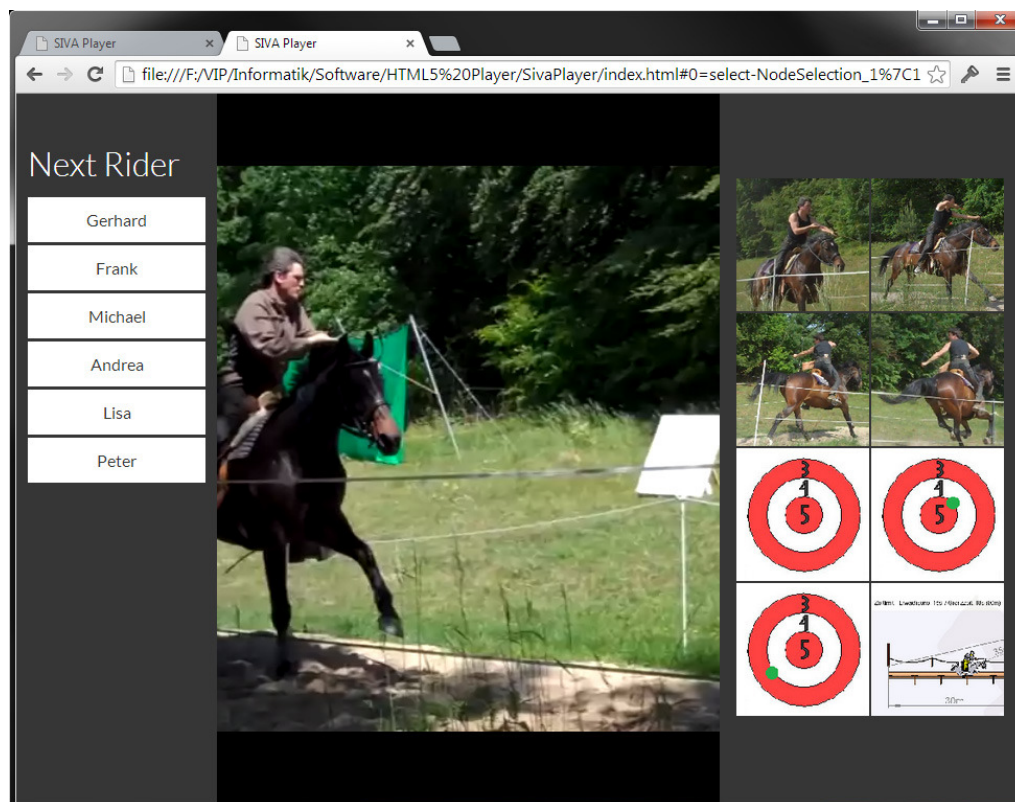 SIVA Player
SIVA Player
file:///F:/VIP/Informatik/Software/HTML5%20Player/SivaPlayer/index.html#0=select-NodeSelection_1%7C1
Next Rider
Gerhard
Frank
Michael
Andrea
Lisa
Peter
3
4
5
3
4
5
3
4
5
30m